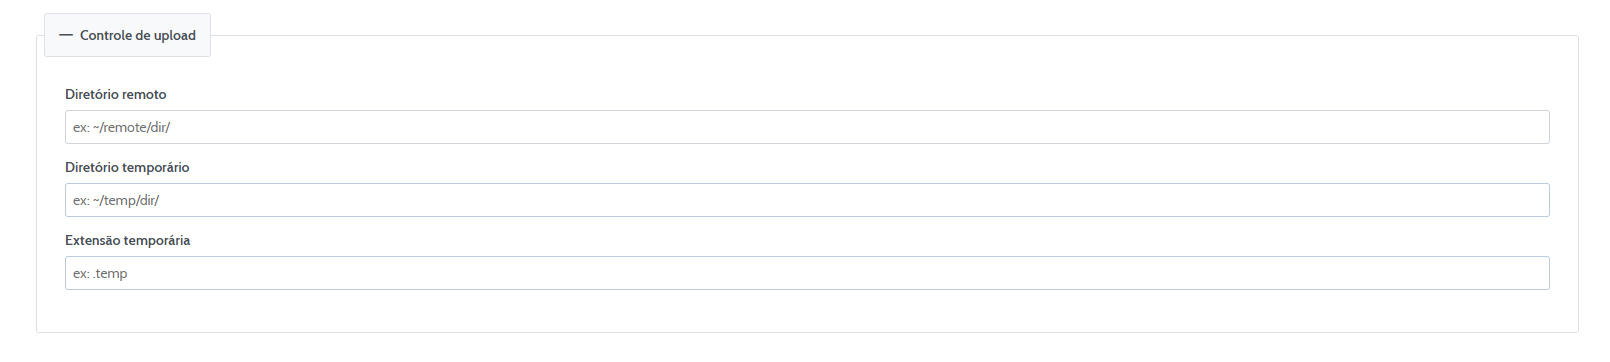 Controle de upload
Diretório remoto
ex: ~/remote/dir/
Diretório temporário
ex: ~/temp/dir/
Extensão temporária
ex: .temp